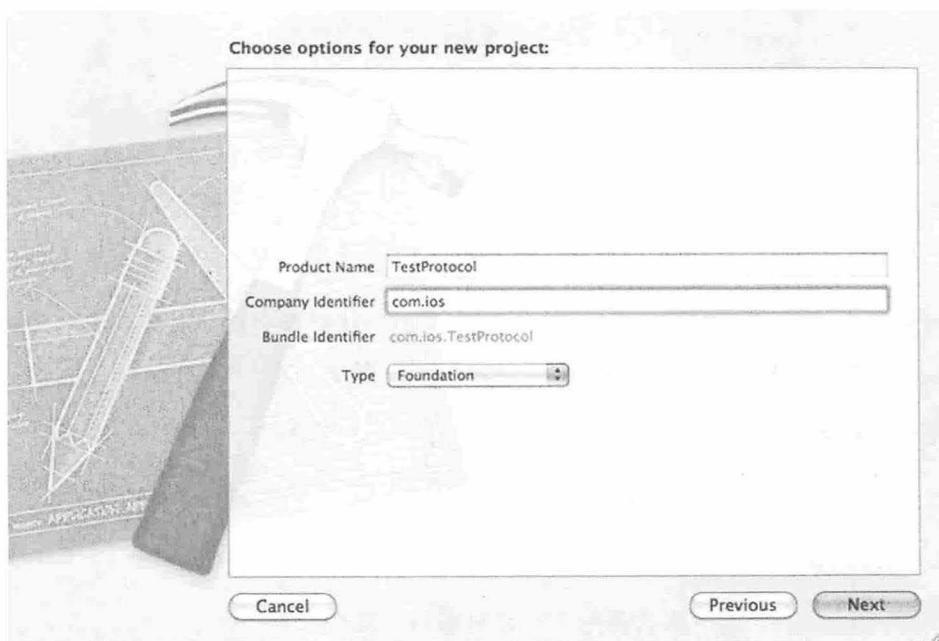 Choose options for your new project:
Product Name TestProtocol
Company Identifier com.ios
Bundle Identifier com.ios.TestProtocol
Type Foundation
Cancel Previous Next